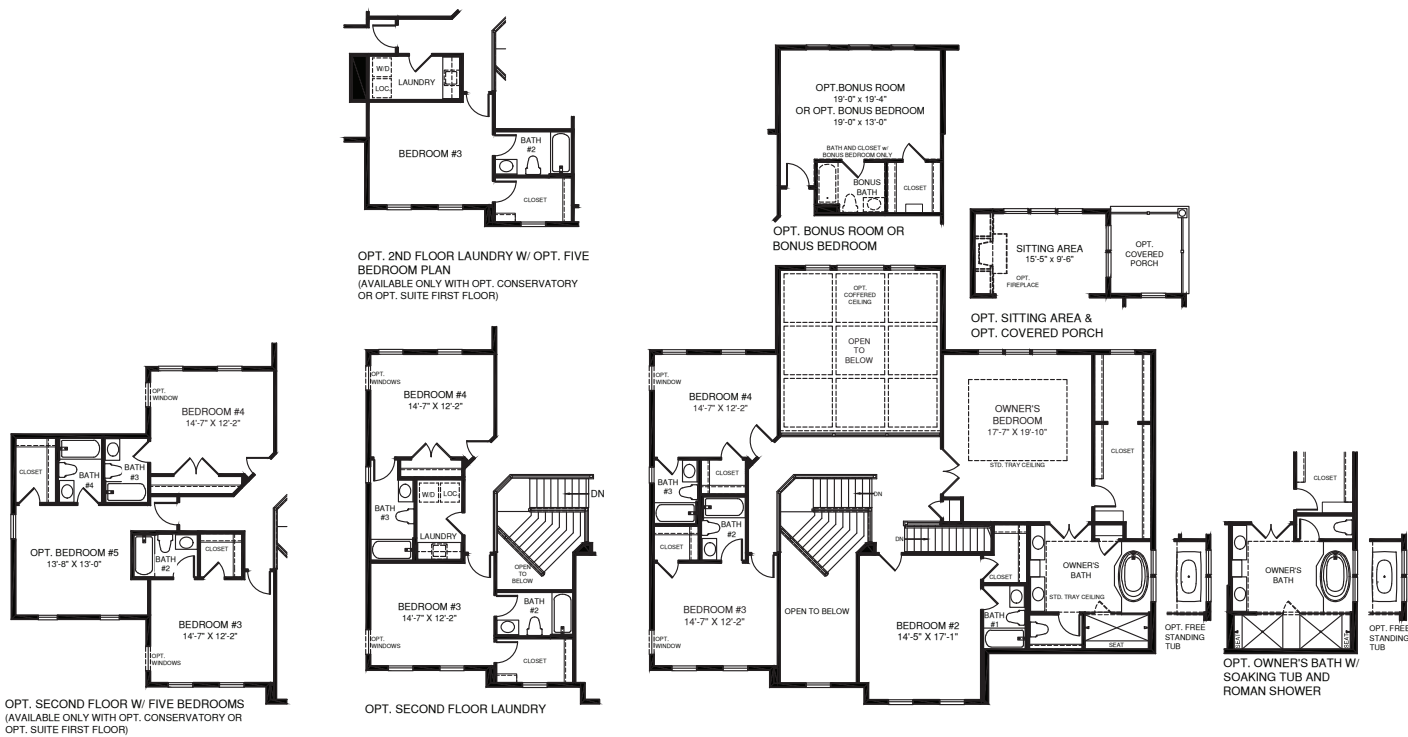 W/D
LOC.
LAUNDRY
BEDROOM #3
BATH
#2
CLOSET
OPT. 2ND FLOOR LAUNDRY W/ OPT. FIVE
BEDROOM PLAN
(AVAILABLE ONLY WITH OPT. CONSERVATORY
OR OPT. SUITE FIRST FLOOR)
OPT.BONUS ROOM
19'-0" x 19'-4"
OR OPT. BONUS BEDROOM
19'-0" x 13'-0"
BATH AND CLOSET w/
BONUS BEDROOM ONLY
BONUS
BATH
CLOSET
OPT. BONUS ROOM OR
BONUS BEDROOM
SITTING AREA
15'-5" x 9'-6"
OPT.
FIREPLACE
OPT.
COVERED
PORCH
OPT. SITTING AREA &
OPT. COVERED PORCH
OPT.
WINDOW
BEDROOM #4
14'-7" X 12'-2"
CLOSET
BATH
#4
BATH
#3
OPT. BEDROOM #5
13'-8" X 13'-0"
BATH
#2
CLOSET
BEDROOM #3
14'-7" X 12'-2"
OPT.
WINDOWS
OPT. SECOND FLOOR W/ FIVE BEDROOMS
(AVAILABLE ONLY WITH OPT. CONSERVATORY OR
OPT. SUITE FIRST FLOOR)
OPT.
WINDOWS
BEDROOM #4
14'-7" X 12'-2"
W/D
LOC.
BATH
#3
LAUNDRY
DN
OPEN
TO
BELOW
BEDROOM #3
14'-7" X 12'-2"
BATH
#2
OPT.
WINDOWS
CLOSET
OPT. SECOND FLOOR LAUNDRY
OPT.
COFFERED
CEILING
OPEN
TO
BELOW
OPT.
WINDOW
BEDROOM #4
14'-7" X 12'-2"
OWNER'S
BEDROOM
17'-7" X 19'-10"
STD. TRAY CEILING
CLOSET
CLOSET
BATH
#3
BATH
#2
CLOSET
DN
DN
BEDROOM #3
14'-7" X 12'-2"
OPT.
WINDOW
OPEN TO BELOW
BEDROOM #2
14'-5" X 17'-1"
CLOSET
BATH
#1
OWNER'S
BATH
STD. TRAY CEILING
SEAT
OPT. FREE
STANDING
TUB
CLOSET
OWNER'S
BATH
SEAT
SEAT
OPT. FREE
STANDING
TUB
OPT. OWNER'S BATH W/
SOAKING TUB AND
ROMAN SHOWER